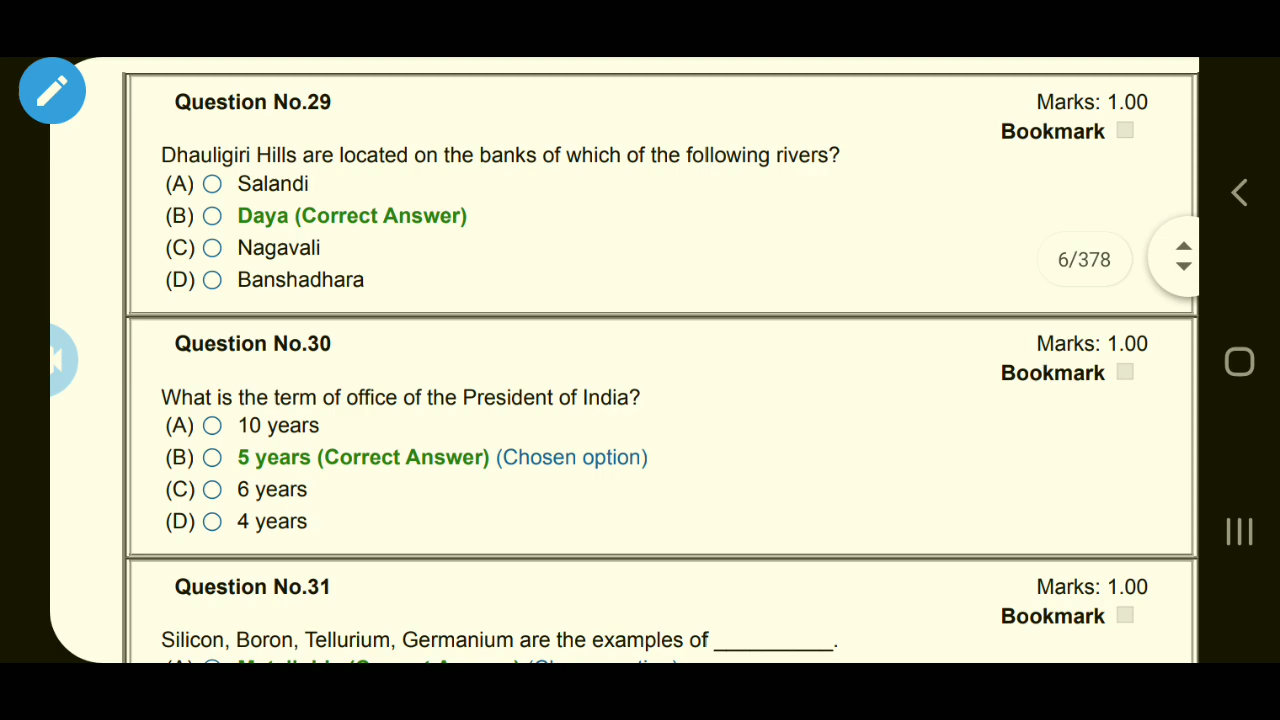 Question No.29
Marks: 1.00
Bookmark
Dhauligiri Hills are located on the banks of which of the following rivers?
(A) Salandi
(B) Daya (Correct Answer)
(C) Nagavali
(D) Banshadhara
6/378
Question No.30
Marks: 1.00
Bookmark
What is the term of office of the President of India?
(A) 10 years
(B) 5 years (Correct Answer) (Chosen option)
(C) 6 years
(D) 4 years
Question No.31
Marks: 1.00
Bookmark
Silicon, Boron, Tellurium, Germanium are the examples of ___________.